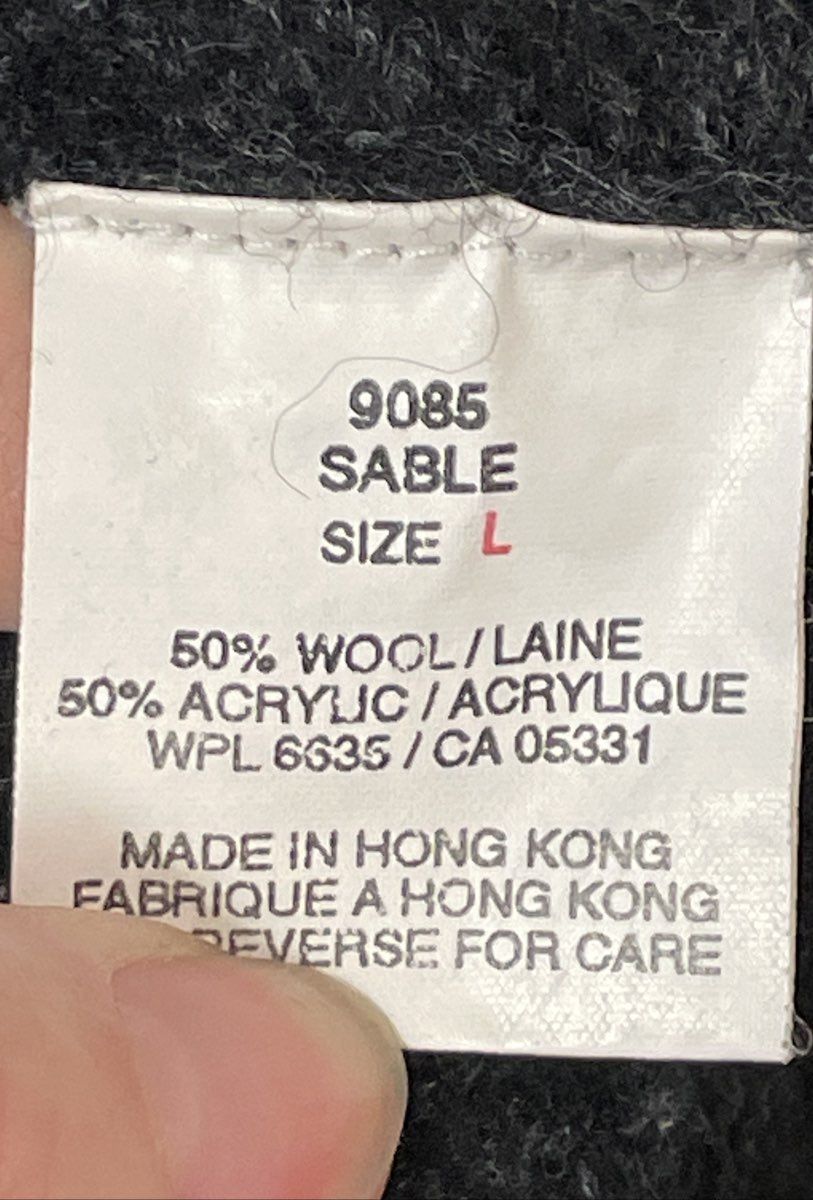 9085
SABLE
SIZE L
50% WOOL/LAINE
50% ACRYLIC/ACRYLIQUE
WPL 6635/CA 05331
MADE IN HONG KONG
FABRIQUE A HONG KONG
REVERSE FOR CARE